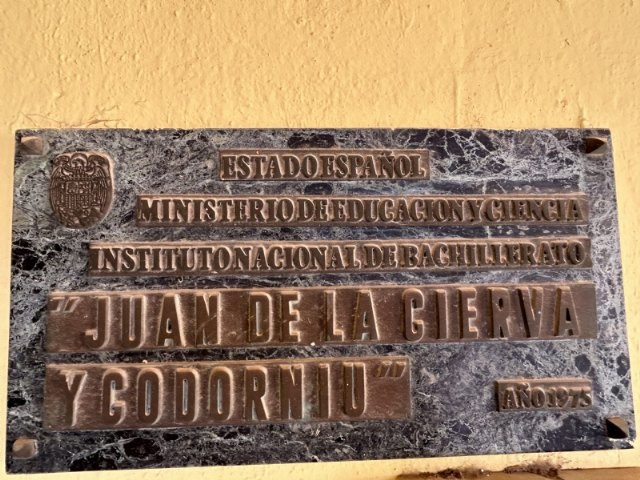 ESTADO ESPAÑOL
MINISTERIO DE EDUCACION Y CIENCIA
INSTITUTO NACIONAL DE BACHILLERATO
"JUAN DE LA CIERVA
Y CODORNIU"
AÑO 1975